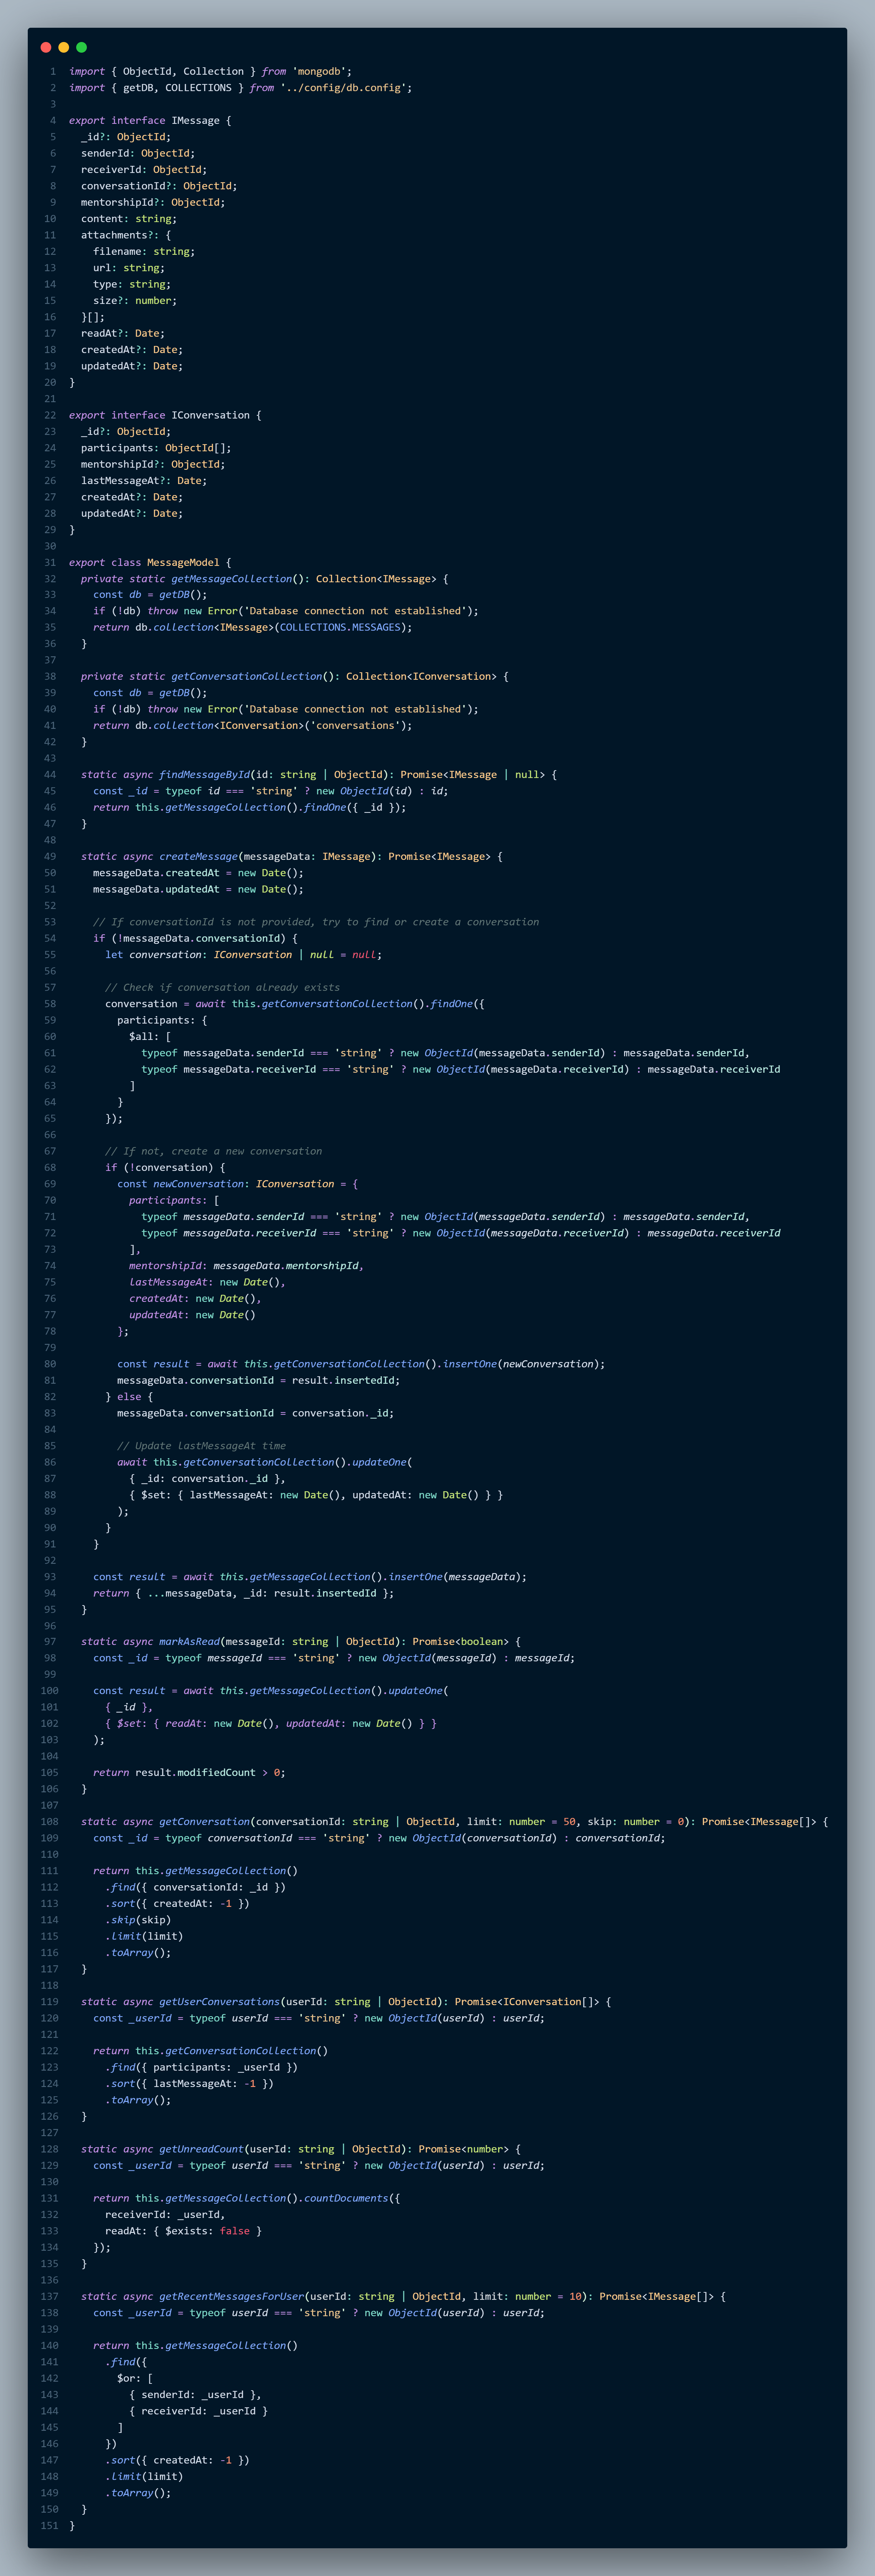 1 import { ObjectId, Collection } from 'mongodb';
2 import { getDB, COLLECTIONS } from '../config/db.config';
3
4 export interface IMessage {
5   _id?: ObjectId;
6   senderId: ObjectId;
7   receiverId: ObjectId;
8   conversationId?: ObjectId;
9   mentorshipId?: ObjectId;
10   content: string;
11   attachments?: {
12     filename: string;
13     url: string;
14     type: string;
15     size?: number;
16   }[];
17   readAt?: Date;
18   createdAt?: Date;
19   updatedAt?: Date;
20 }
21
22 export interface IConversation {
23   _id?: ObjectId;
24   participants: ObjectId[];
25   mentorshipId?: ObjectId;
26   lastMessageAt?: Date;
27   createdAt?: Date;
28   updatedAt?: Date;
29 }
30
31 export class MessageModel {
32   private static getMessageCollection(): Collection<IMessage> {
33     const db = getDB();
34     if (!db) throw new Error('Database connection not established');
35     return db.collection<IMessage>(COLLECTIONS.MESSAGES);
36   }
37
38   private static getConversationCollection(): Collection<IConversation> {
39     const db = getDB();
40     if (!db) throw new Error('Database connection not established');
41     return db.collection<IConversation>('conversations');
42   }
43
44   static async findMessageById(id: string | ObjectId): Promise<IMessage | null> {
45     const _id = typeof id === 'string' ? new ObjectId(id) : id;
46     return this.getMessageCollection().findOne({ _id });
47   }
48
49   static async createMessage(messageData: IMessage): Promise<IMessage> {
50     messageData.createdAt = new Date();
51     messageData.updatedAt = new Date();
52
53     // If conversationId is not provided, try to find or create a conversation
54     if (!messageData.conversationId) {
55       let conversation: IConversation | null = null;
56
57       // Check if conversation already exists
58       conversation = await this.getConversationCollection().findOne({
59         participants: {
60           $all: [
61             typeof messageData.senderId === 'string' ? new ObjectId(messageData.senderId) : messageData.senderId,
62             typeof messageData.receiverId === 'string' ? new ObjectId(messageData.receiverId) : messageData.receiverId
63           ]
64         }
65       });
66
67       // If not, create a new conversation
68       if (!conversation) {
69         const newConversation: IConversation = {
70           participants: [
71             typeof messageData.senderId === 'string' ? new ObjectId(messageData.senderId) : messageData.senderId,
72             typeof messageData.receiverId === 'string' ? new ObjectId(messageData.receiverId) : messageData.receiverId
73           ],
74           mentorshipId: messageData.mentorshipId,
75           lastMessageAt: new Date(),
76           createdAt: new Date(),
77           updatedAt: new Date()
78         };
79
80         const result = await this.getConversationCollection().insertOne(newConversation);
81         messageData.conversationId = result.insertedId;
82       } else {
83         messageData.conversationId = conversation._id;
84
85         // Update lastMessageAt time
86         await this.getConversationCollection().updateOne(
87           { _id: conversation._id },
88           { $set: { lastMessageAt: new Date(), updatedAt: new Date() } }
89         );
90       }
91     }
92
93     const result = await this.getMessageCollection().insertOne(messageData);
94     return { ...messageData, _id: result.insertedId };
95   }
96
97   static async markAsRead(messageId: string | ObjectId): Promise<boolean> {
98     const _id = typeof messageId === 'string' ? new ObjectId(messageId) : messageId;
99
100     const result = await this.getMessageCollection().updateOne(
101       { _id },
102       { $set: { readAt: new Date(), updatedAt: new Date() } }
103     );
104
105     return result.modifiedCount > 0;
106   }
107
108   static async getConversation(conversationId: string | ObjectId, limit: number = 50, skip: number = 0): Promise<IMessage[]> {
109     const _id = typeof conversationId === 'string' ? new ObjectId(conversationId) : conversationId;
110
111     return this.getMessageCollection()
112       .find({ conversationId: _id })
113       .sort({ createdAt: -1 })
114       .skip(skip)
115       .limit(limit)
116       .toArray();
117   }
118
119   static async getUserConversations(userId: string | ObjectId): Promise<IConversation[]> {
120     const _userId = typeof userId === 'string' ? new ObjectId(userId) : userId;
121
122     return this.getConversationCollection()
123       .find({ participants: _userId })
124       .sort({ lastMessageAt: -1 })
125       .toArray();
126   }
127
128   static async getUnreadCount(userId: string | ObjectId): Promise<number> {
129     const _userId = typeof userId === 'string' ? new ObjectId(userId) : userId;
130
131     return this.getMessageCollection().countDocuments({
132       receiverId: _userId,
133       readAt: { $exists: false }
134     });
135   }
136
137   static async getRecentMessagesForUser(userId: string | ObjectId, limit: number = 10): Promise<IMessage[]> {
138     const _userId = typeof userId === 'string' ? new ObjectId(userId) : userId;
139
140     return this.getMessageCollection()
141       .find({
142         $or: [
143           { senderId: _userId },
144           { receiverId: _userId }
145         ]
146       })
147       .sort({ createdAt: -1 })
148       .limit(limit)
149       .toArray();
150   }
151 }